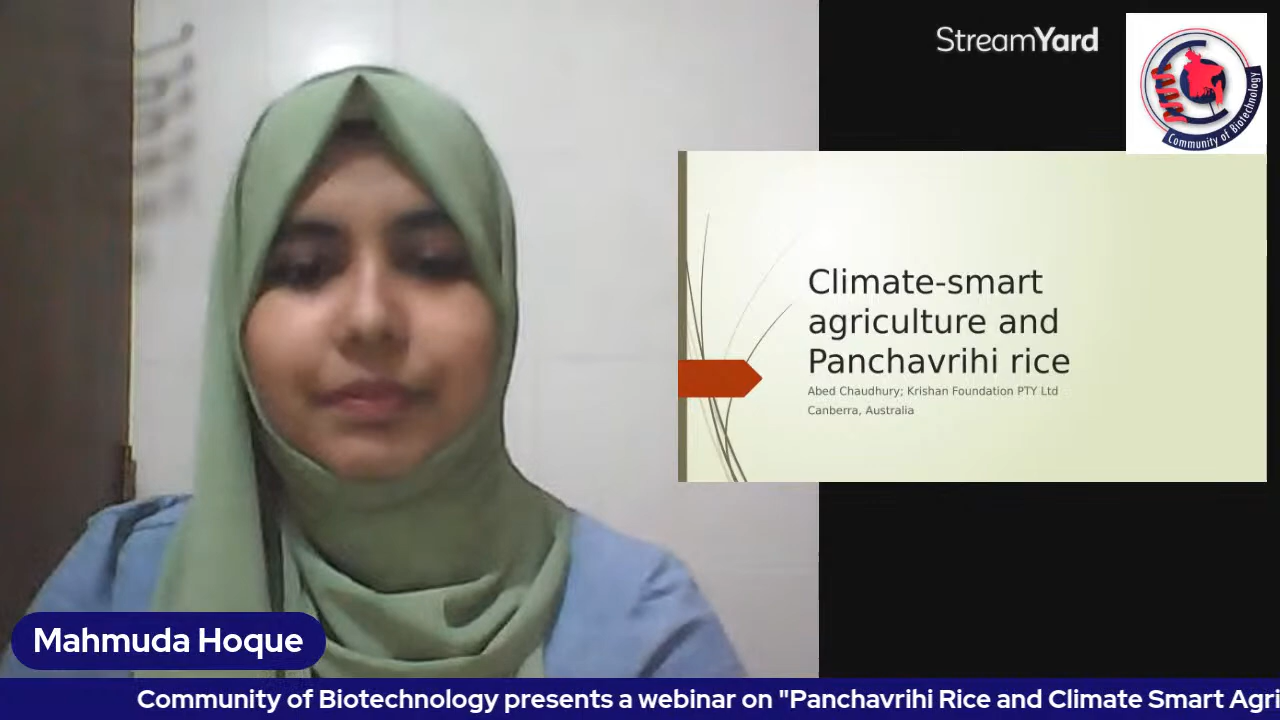 StreamYard
Community of Biotechnology
Climate-smart
agriculture and
Panchavrihi rice
Abed Chaudhury; Krishan Foundation PTY Ltd
Canberra, Australia
Mahmuda Hoque
Community of Biotechnology presents a webinar on "Panchavrihi Rice and Climate Smart Agri